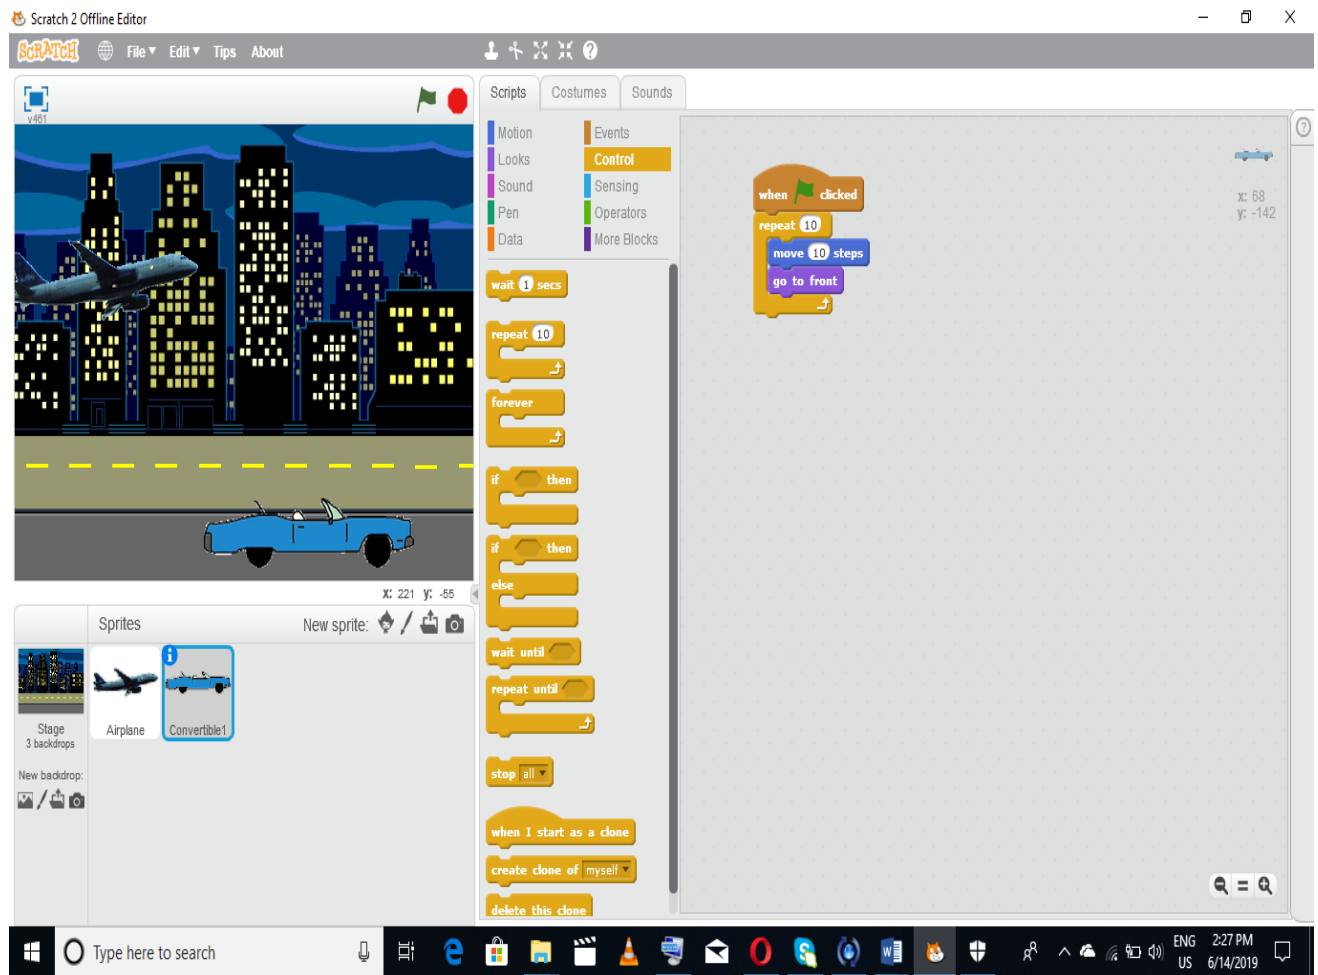 Scratch 2 Offline Editor
SCRATCH File Edit Tips About
v461
Scripts Costumes Sounds
Motion Events
Looks Control
Sound Sensing
Pen Operators
Data More Blocks
wait 1 secs
repeat 10
forever
if then
if then
else
wait until
repeat until
stop all
when I start as a clone
create clone of myself
delete this clone
when clicked
repeat 10
move 10 steps
go to front
x: 68
y: -142
X: 221 y: -55
Sprites New sprite:
Stage
3 backdrops
New backdrop:
Airplane
Convertible1
Type here to search
ENG
US
2:27 PM
6/14/2019